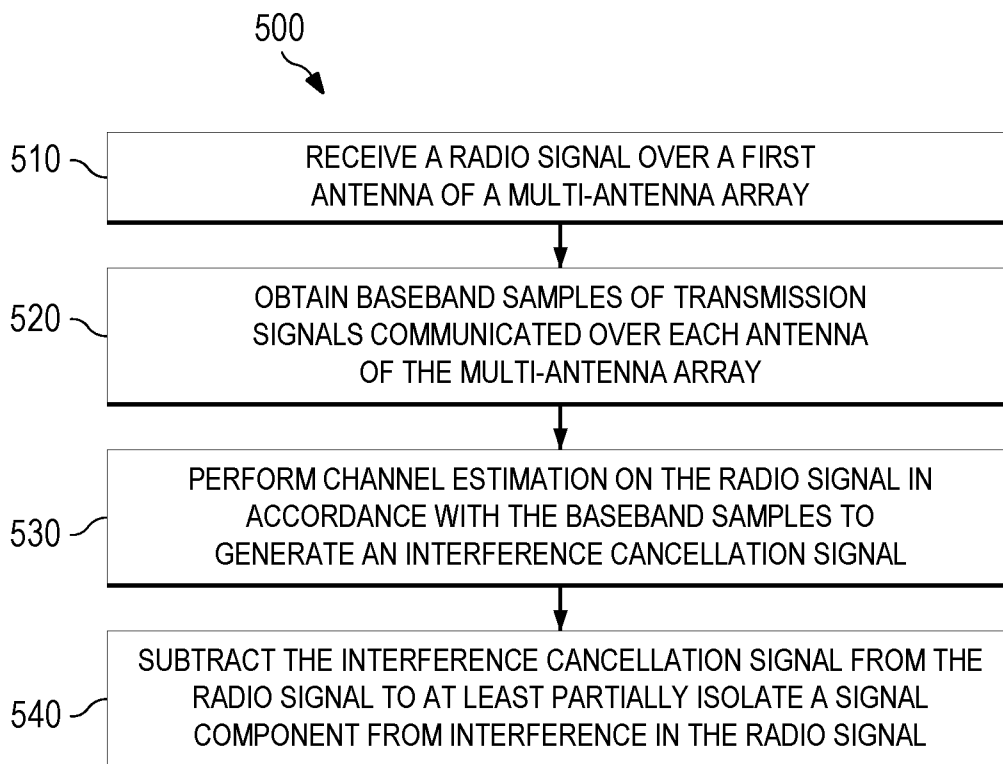 500
510
RECEIVE A RADIO SIGNAL OVER A FIRST
ANTENNA OF A MULTI-ANTENNA ARRAY
520
OBTAIN BASEBAND SAMPLES OF TRANSMISSION
SIGNALS COMMUNICATED OVER EACH ANTENNA
OF THE MULTI-ANTENNA ARRAY
530
PERFORM CHANNEL ESTIMATION ON THE RADIO SIGNAL IN
ACCORDANCE WITH THE BASEBAND SAMPLES TO
GENERATE AN INTERFERENCE CANCELLATION SIGNAL
540
SUBTRACT THE INTERFERENCE CANCELLATION SIGNAL FROM THE
RADIO SIGNAL TO AT LEAST PARTIALLY ISOLATE A SIGNAL
COMPONENT FROM INTERFERENCE IN THE RADIO SIGNAL